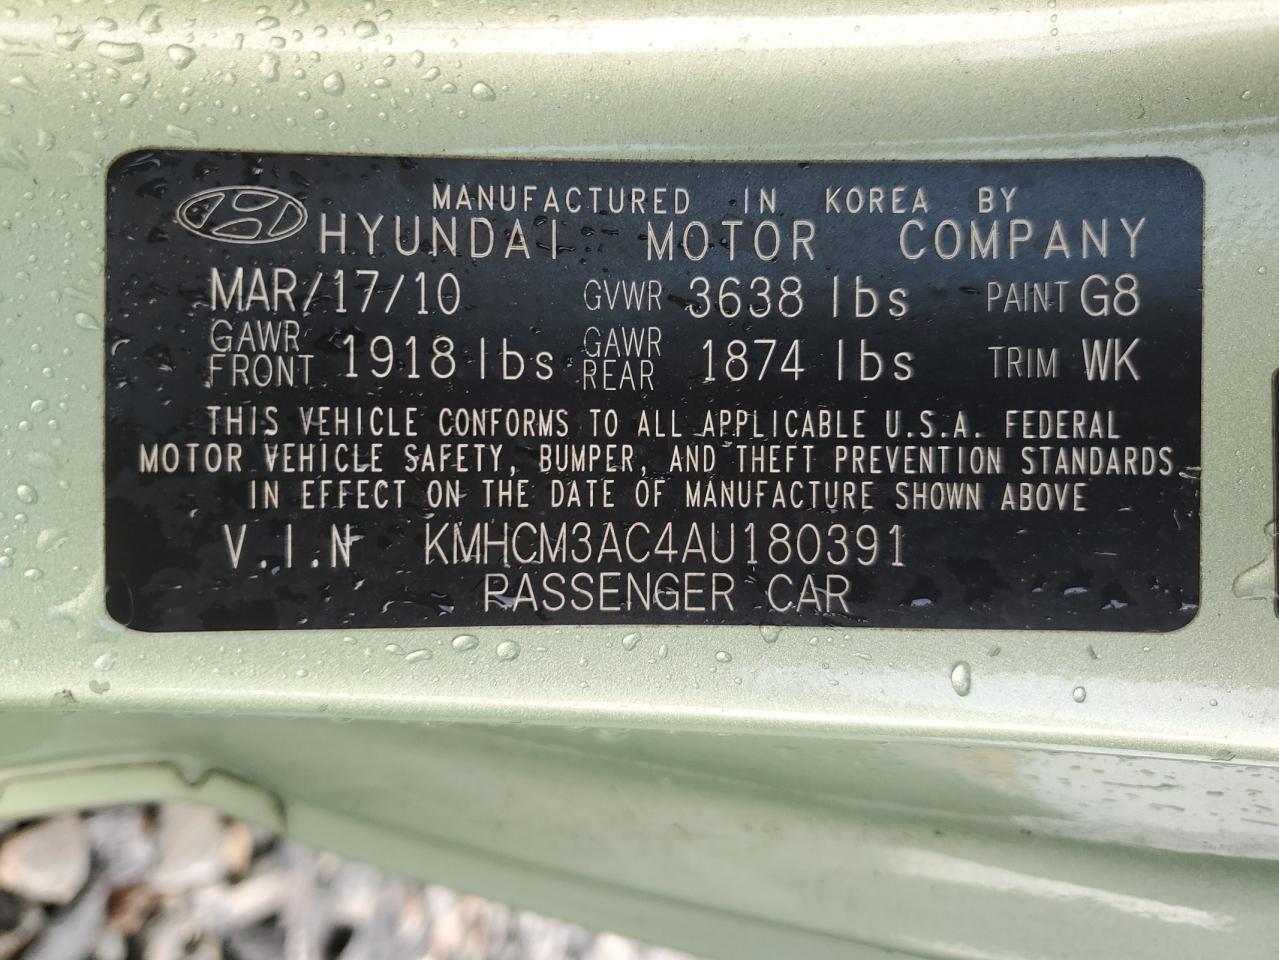 MANUFACTURED IN KOREA BY
HYUNDAI MOTOR COMPANY
MAR/17/10 GVWR 3638 lbs PAINT G8
GAWR FRONT 1918 lbs GAWR REAR 1874 lbs TRIM WK
THIS VEHICLE CONFORMS TO ALL APPLICABLE U.S.A. FEDERAL
MOTOR VEHICLE SAFETY, BUMPER, AND THEFT PREVENTION STANDARDS
IN EFFECT ON THE DATE OF MANUFACTURE SHOWN ABOVE
V.I.N KMHCM3AC4AU180391
PASSENGER CAR